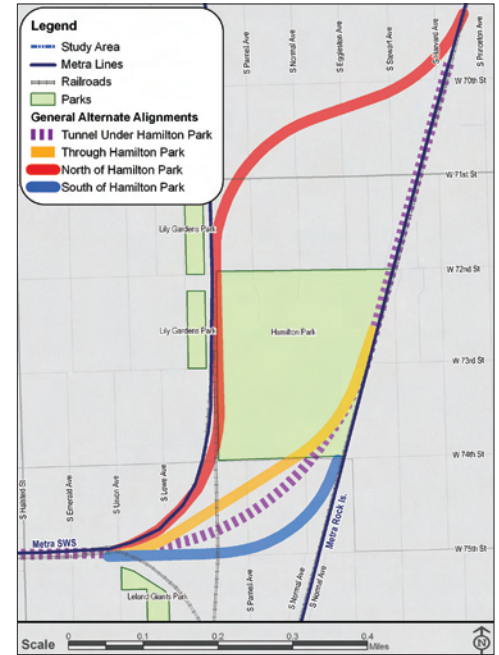 Legend
Study Area
Metra Lines
Railroads
Parks
General Alternate Alignments
Tunnel Under Hamilton Park
Through Hamilton Park
North of Hamilton Park
South of Hamilton Park
S Parnell Ave
S Normal Ave
S Eggleston Ave
S Stewart Ave
S Harvard Ave
S Princeton Ave
W 70th St
W 71st St
Lily Gardens Park
W 72nd St
Lily Gardens Park
Hamilton Park
W 73rd St
W 74th St
S Halsted St
S Emerald Ave
S Union Ave
S Lowe Ave
Metra SWS
Metra Rock Is.
W 75th St
Leland Giants Park
S Parnell Ave
S Normal Ave
S Normal Ave
Scale
0
0.1
0.2
0.4
Miles
N